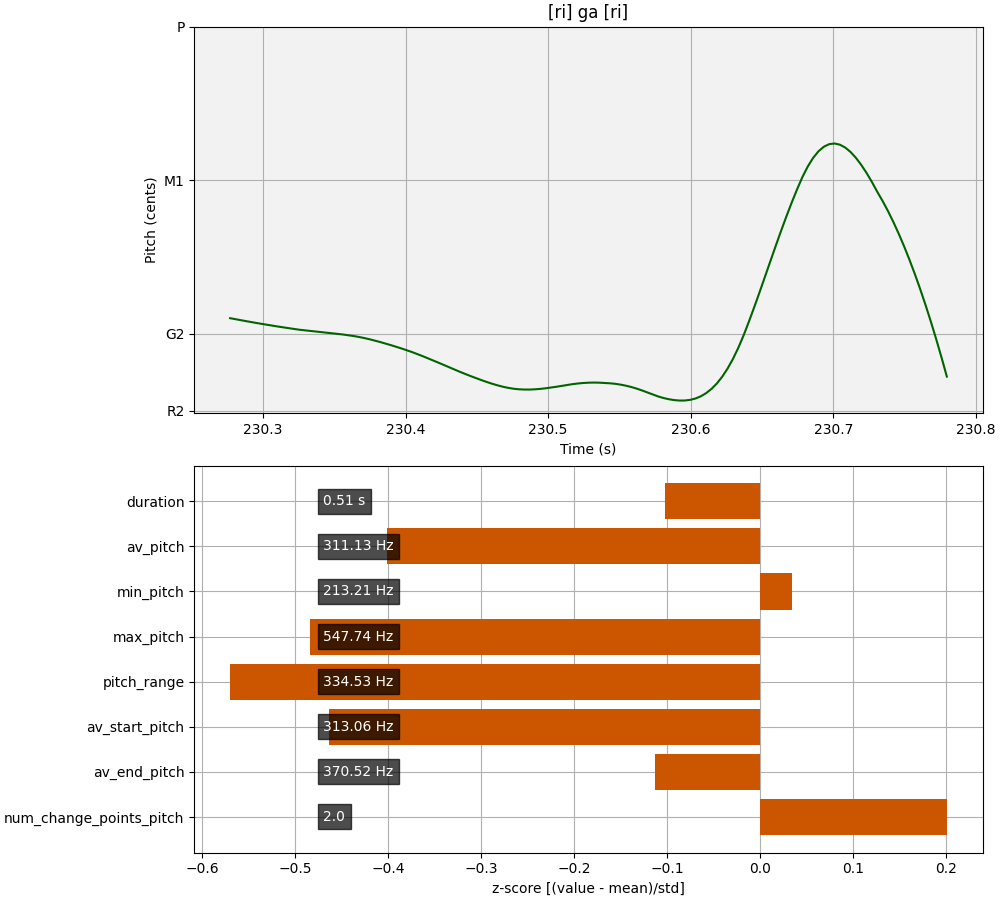 [ri] ga [ri]
P
M1
G2
R2
Pitch (cents)
230.3 230.4 230.5 230.6 230.7 230.8
Time (s)
duration 0.51 s
av_pitch 311.13 Hz
min_pitch 213.21 Hz
max_pitch 547.74 Hz
pitch_range 334.53 Hz
av_start_pitch 313.06 Hz
av_end_pitch 370.52 Hz
num_change_points_pitch 2.0
−0.6 −0.5 −0.4 −0.3 −0.2 −0.1 0.0 0.1 0.2
z-score [(value - mean)/std]